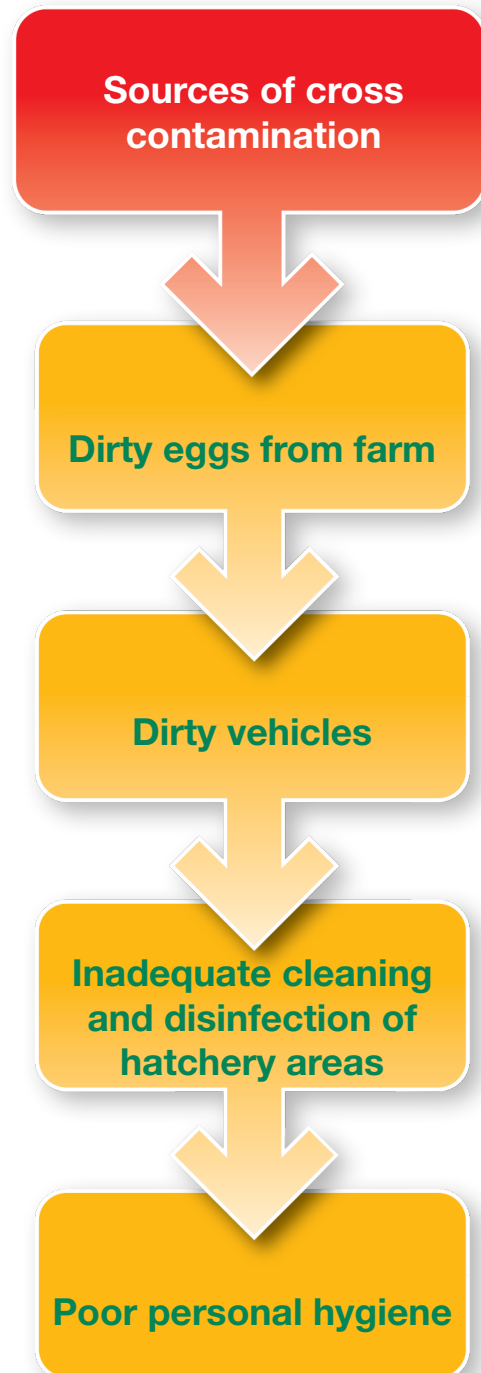 Sources of cross
contamination
Dirty eggs from farm
Dirty vehicles
Inadequate cleaning
and disinfection of
hatchery areas
Poor personal hygiene